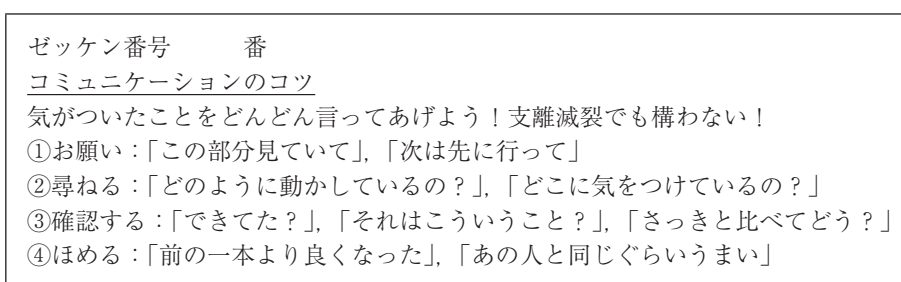 ゼッケン番号　　　番
コミュニケーションのコツ
気がついたことをどんどん言ってあげよう！支離滅裂でも構わない！
①お願い：「この部分見ていて」，「次は先に行って」
②尋ねる：「どのように動かしているの？」，「どこに気をつけているの？」
③確認する：「できてた？」，「それはこういうこと？」，「さっきと比べてどう？」
④ほめる：「前の一本より良くなった」，「あの人と同じぐらいうまい」